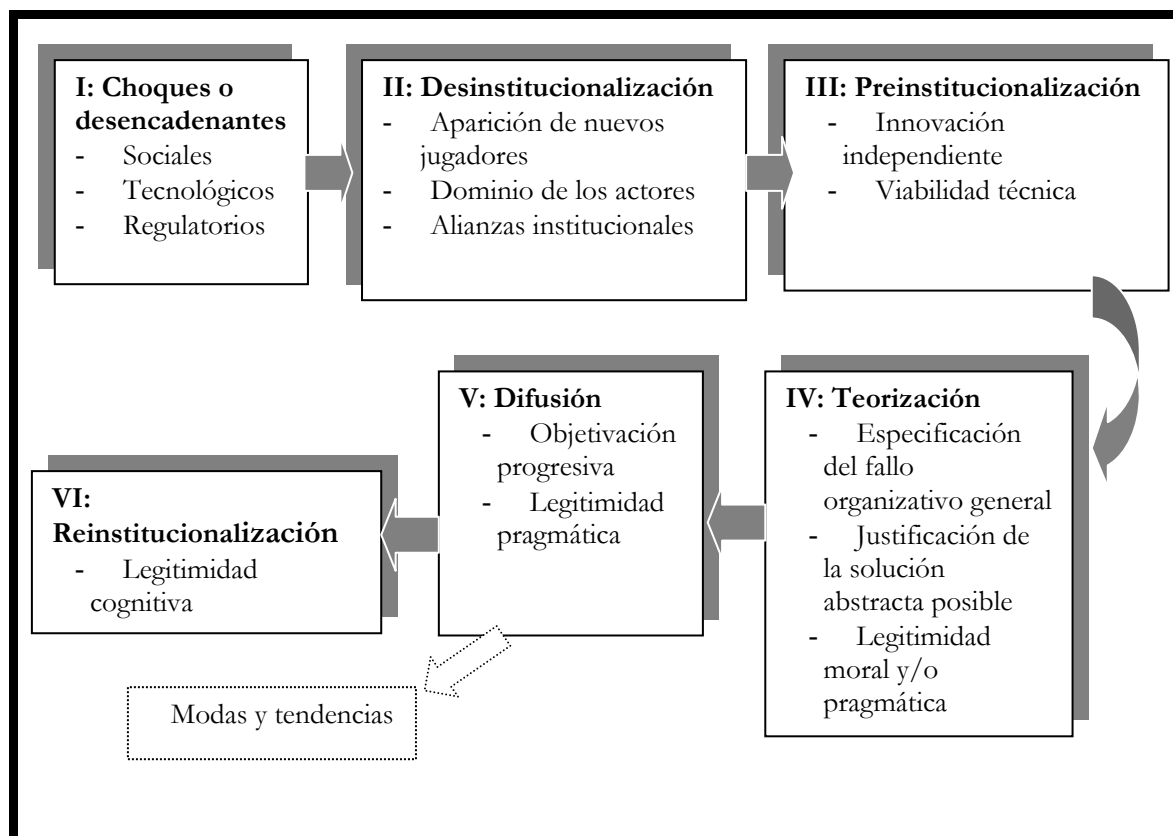 I: Choques o
desencadenantes
- Sociales
- Tecnológicos
- Regulatorios
II: Desinstitucionalización
- Aparición de nuevos
jugadores
- Dominio de los actores
- Alianzas institucionales
III: Preinstitucionalización
- Innovación
independiente
- Viabilidad técnica
IV: Teorización
- Especificación
del fallo
organizativo general
- Justificación de
la solución
abstracta posible
- Legitimidad
moral y/o
pragmática
V: Difusión
- Objetivación
progresiva
- Legitimidad
pragmática
VI:
Reinstitucionalización
- Legitimidad
cognitiva
Modas y tendencias